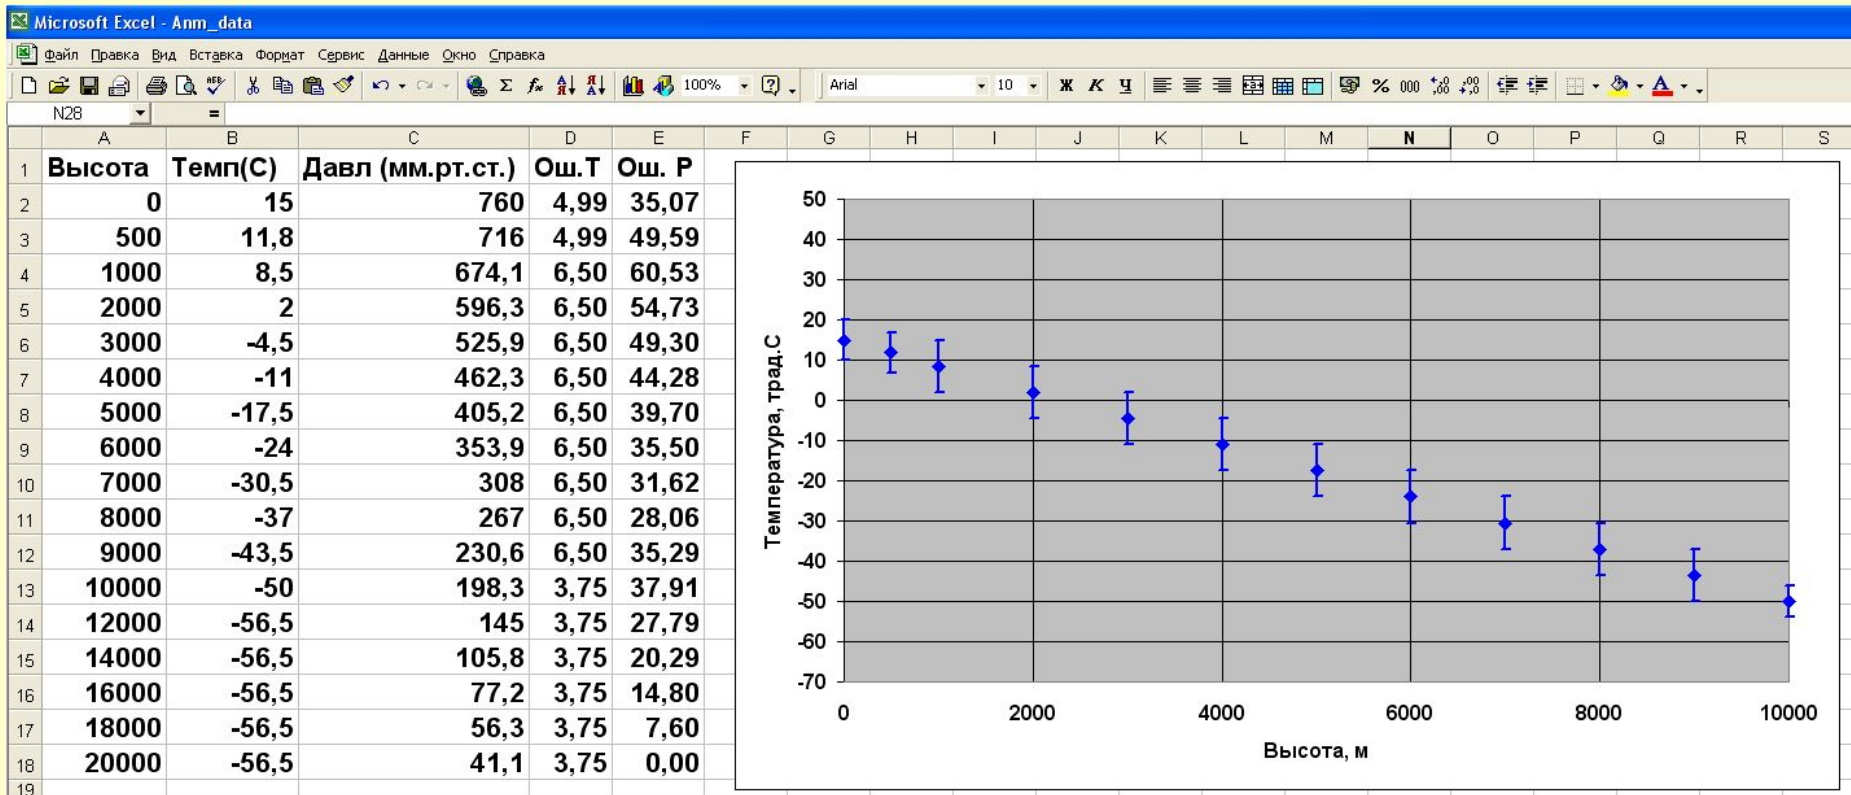 Microsoft Excel - Anm_data
Файл Правка Вид Вставка Формат Сервис Данные Окно Справка
100% Arial 10 Ж К Ч % 000
N28 =
A B C D E F G H I J K L M N O P Q R S
1 Высота Темп(С) Давл (мм.рт.ст.) Ош.Т Ош. Р
2 0 15 760 4,99 35,07
3 500 11,8 716 4,99 49,59
4 1000 8,5 674,1 6,50 60,53
5 2000 2 596,3 6,50 54,73
6 3000 -4,5 525,9 6,50 49,30
7 4000 -11 462,3 6,50 44,28
8 5000 -17,5 405,2 6,50 39,70
9 6000 -24 353,9 6,50 35,50
10 7000 -30,5 308 6,50 31,62
11 8000 -37 267 6,50 28,06
12 9000 -43,5 230,6 6,50 35,29
13 10000 -50 198,3 3,75 37,91
14 12000 -56,5 145 3,75 27,79
15 14000 -56,5 105,8 3,75 20,29
16 16000 -56,5 77,2 3,75 14,80
17 18000 -56,5 56,3 3,75 7,60
18 20000 -56,5 41,1 3,75 0,00
19
Температура, трад.С
50
40
30
20
10
0
-10
-20
-30
-40
-50
-60
-70
0 2000 4000 6000 8000 10000
Высота, м